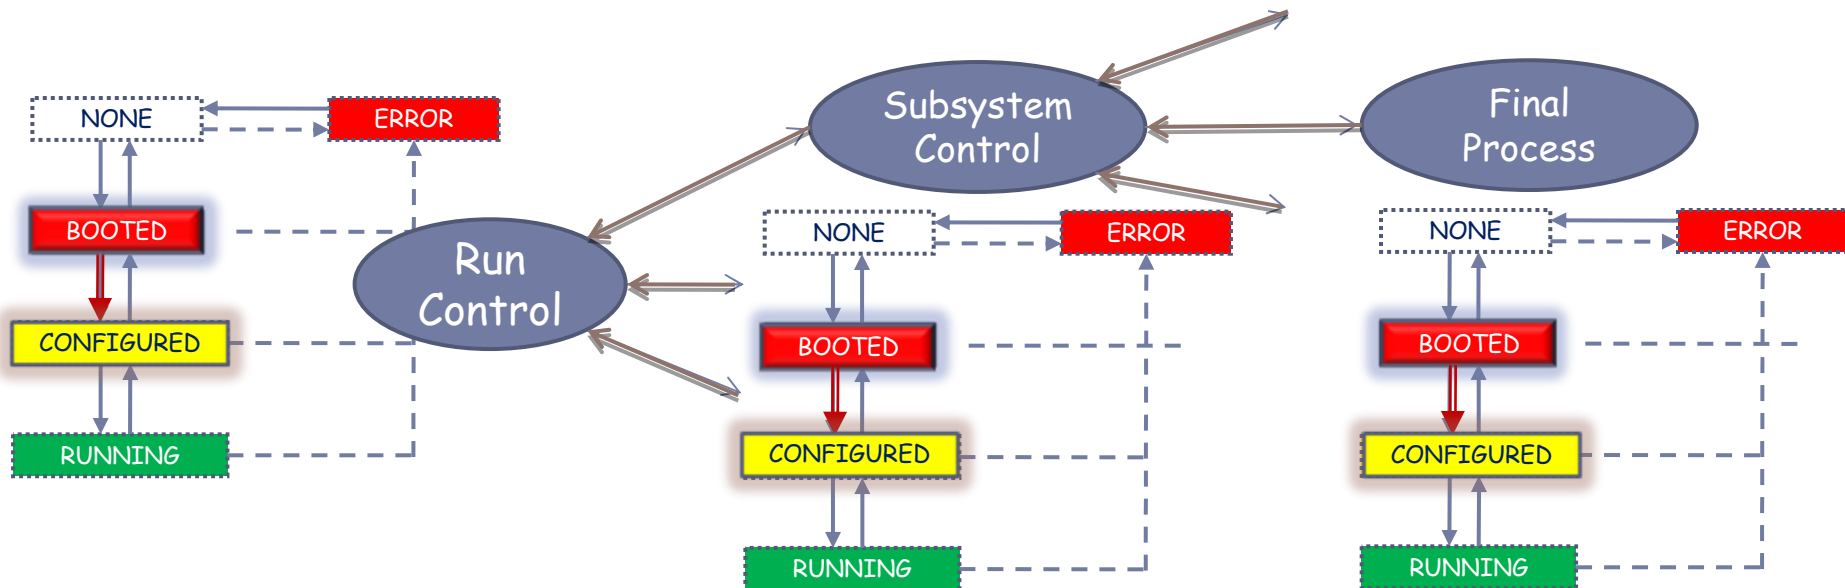 NONE
ERROR
BOOTED
CONFIGURED
RUNNING
Run
Control
Subsystem
Control
NONE
ERROR
BOOTED
CONFIGURED
RUNNING
Final
Process
NONE
ERROR
BOOTED
CONFIGURED
RUNNING